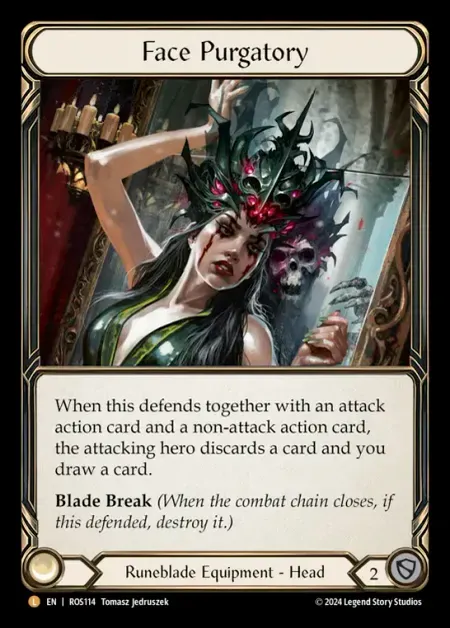 Face Purgatory
When this defends together with an attack
action card and a non-attack action card,
the attacking hero discards a card and you
draw a card.
Blade Break (When the combat chain closes, if
this defended, destroy it.)
Runeblade Equipment - Head
2
L EN | ROS114 Tomasz Jedruszek
© 2024 Legend Story Studios